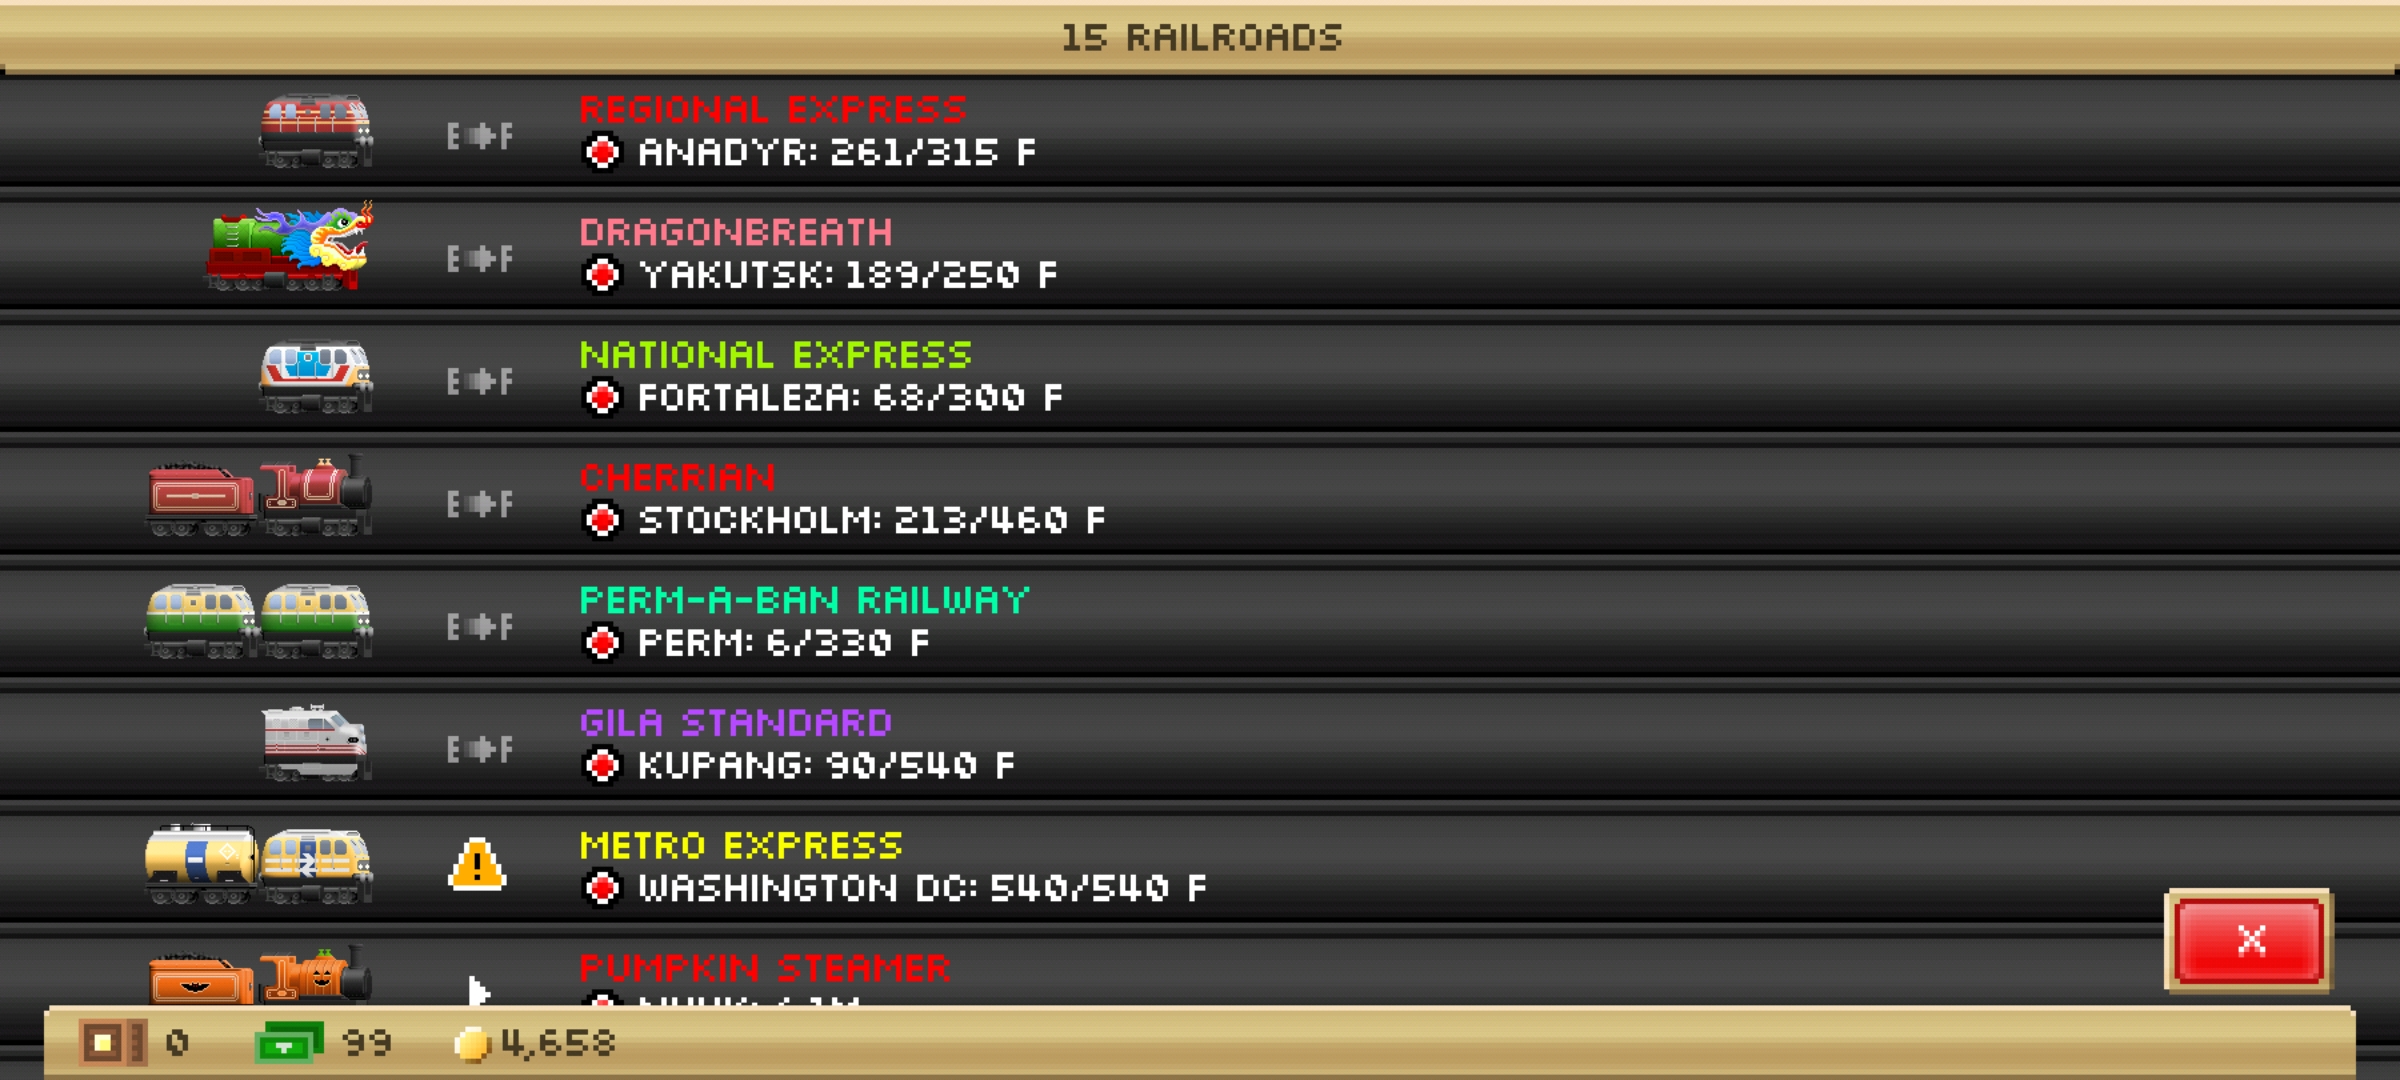 15 RAILROADS
E F
REGIONAL EXPRESS
ANADYR: 261/315 F
E F
DRAGONBREATH
YAKUTSK: 189/250 F
E F
NATIONAL EXPRESS
FORTALEZA: 68/300 F
E F
CHERRIAN
STOCKHOLM: 213/460 F
E F
PERM-A-BAN RAILWAY
PERM: 6/330 F
E F
GILA STANDARD
KUPANG: 90/540 F
METRO EXPRESS
WASHINGTON DC: 540/540 F
PUMPKIN STEAMER
X
0 99 4,658